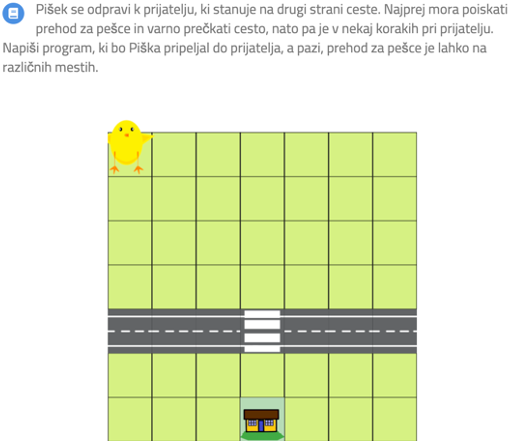 Pišek se odpravi k prijatelju, ki stanuje na drugi strani ceste. Najprej mora poiskati
prehod za pešce in varno prečkati cesto, nato pa je v nekaj korakih pri prijatelju.
Napiši program, ki bo Piška pripeljal do prijatelja, a pazi, prehod za pešce je lahko na
različnih mestih.